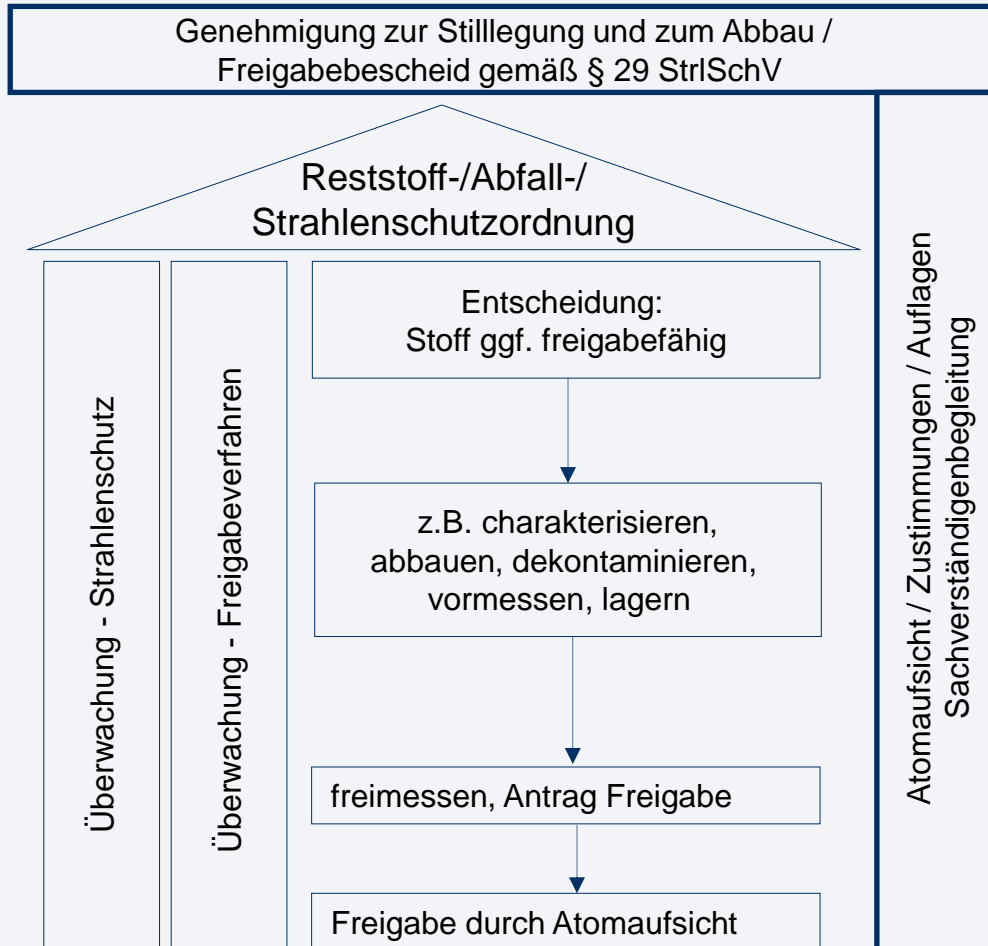 Genehmigung zur Stilllegung und zum Abbau /
Freigabebescheid gemäß § 29 StrlSchV
Reststoff-/Abfall-/
Strahlenschutzordnung
Überwachung - Strahlenschutz
Überwachung - Freigabeverfahren
Entscheidung:
Stoff ggf. freigabefähig
z.B. charakterisieren,
abbauen, dekontaminieren,
vormessen, lagern
freimessen, Antrag Freigabe
Freigabe durch Atomaufsicht
Atomaufsicht / Zustimmungen / Auflagen
Sachverständigenbegleitung